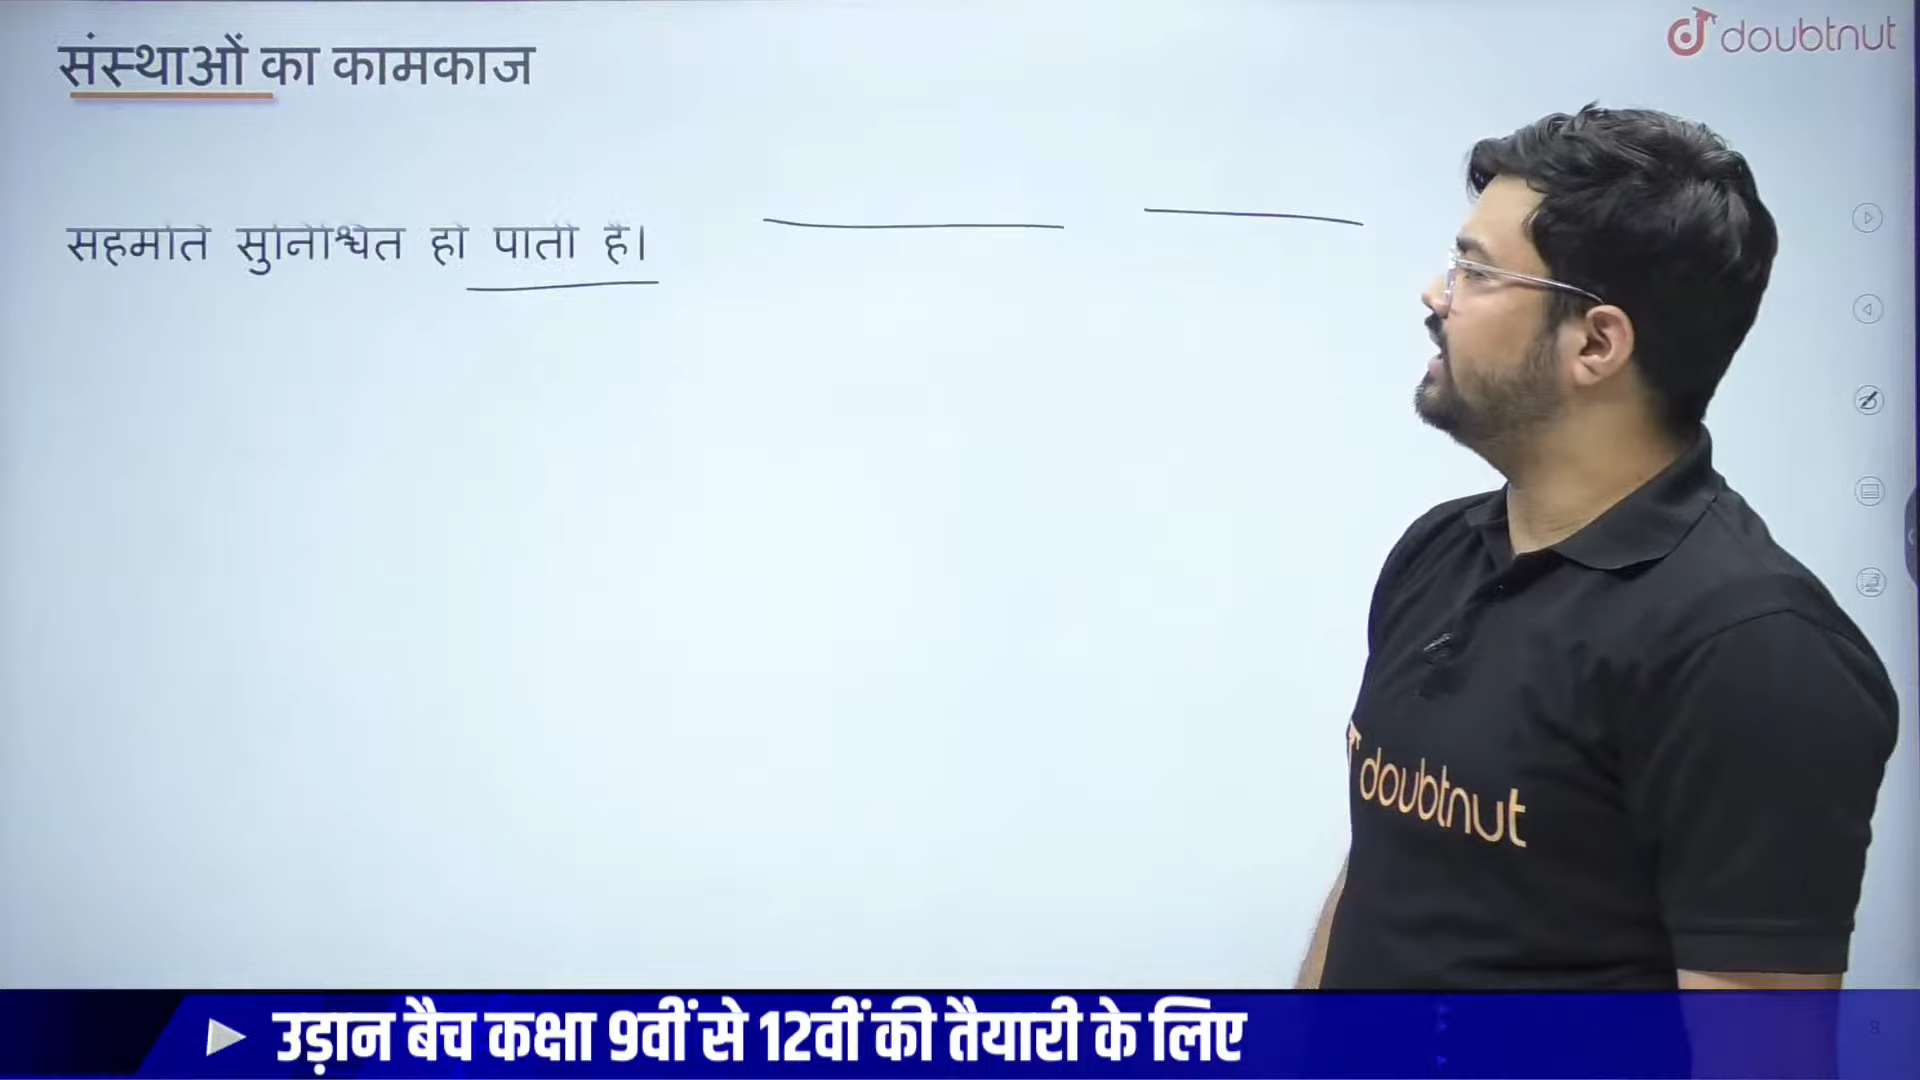 संस्थाओं का कामकाज
doubtnut
सहमति सुनिश्चित हो पाती है।
doubtnut
उड़ान बैच कक्षा 9वीं से 12वीं की तैयारी के लिए